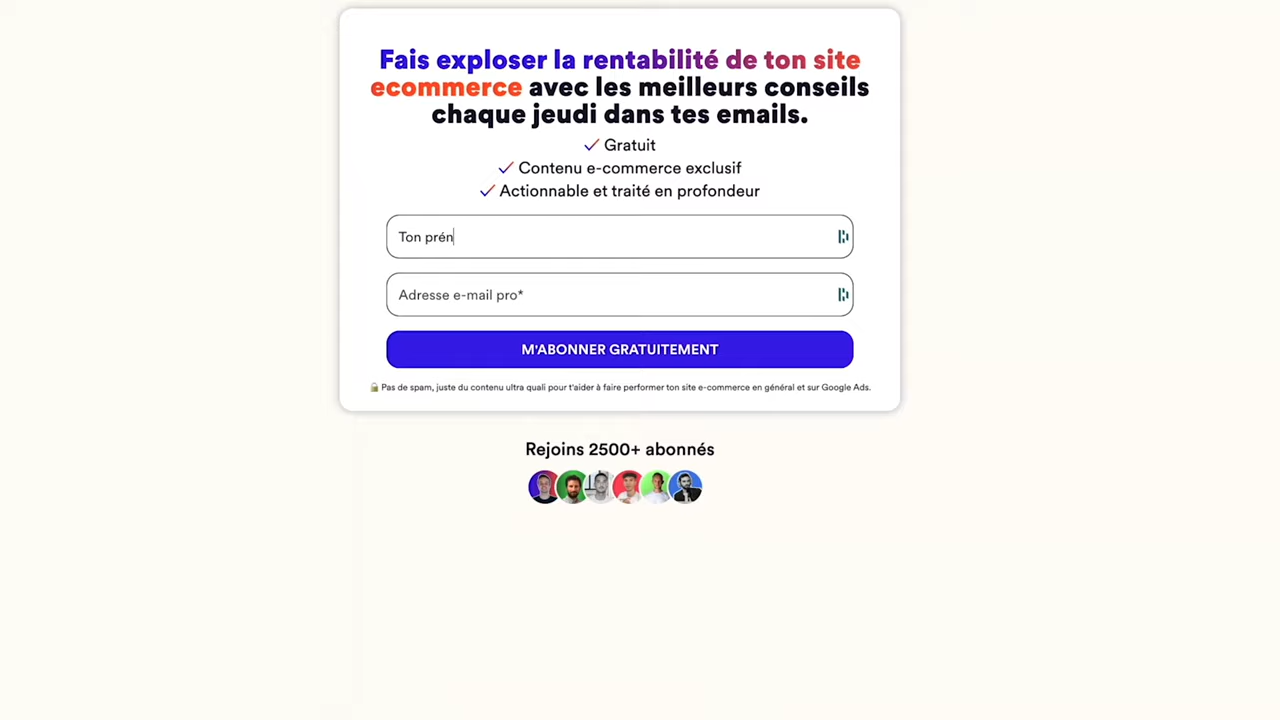 Fais exploser la rentabilité de ton site
ecommerce avec les meilleurs conseils
chaque jeudi dans tes emails.
Gratuit
Contenu e-commerce exclusif
Actionnable et traité en profondeur
Ton prén
Adresse e-mail pro*
M'ABONNER GRATUITEMENT
Pas de spam, juste du contenu ultra quali pour t'aider à faire performer ton site e-commerce en général et sur Google Ads.
Rejoins 2500+ abonnés